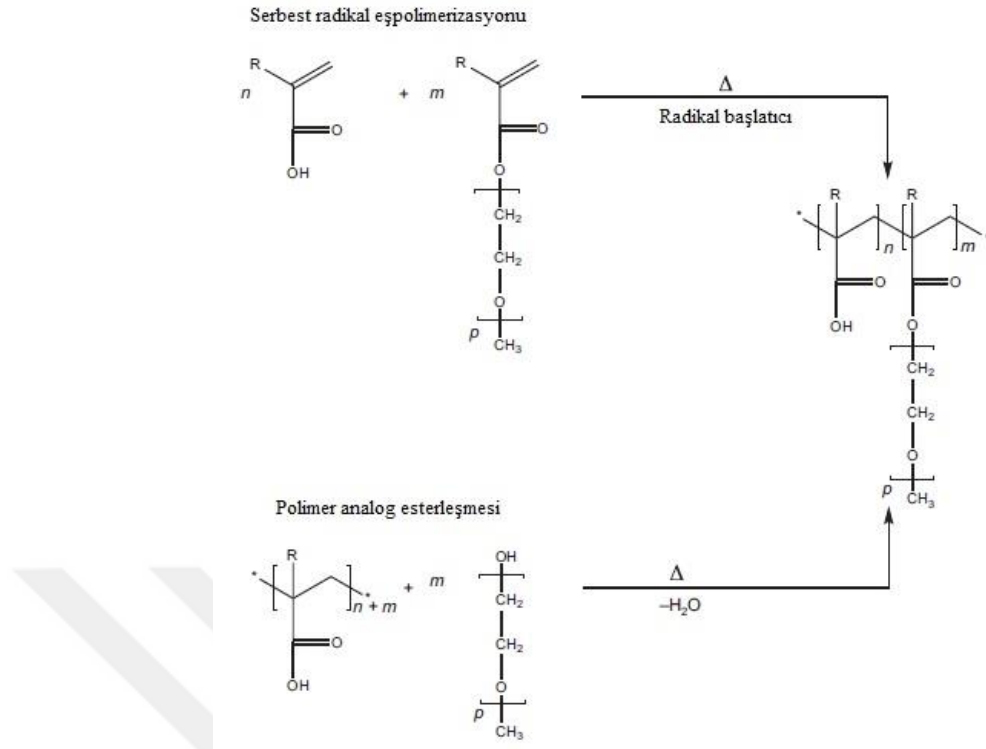 Serbest radikal eşpolimerizasyonu
R
n
O
OH
+ m
R
O
O
CH2
CH2
O
p
CH3
Δ
Radikal başlatıcı
*
R
n
R
m
*
O
OH
O
O
CH2
CH2
O
p
CH3
Polimer analog esterleşmesi
*
R
n + m
*
O
OH
+ m
OH
CH2
CH2
O
p
CH3
Δ
–H2O